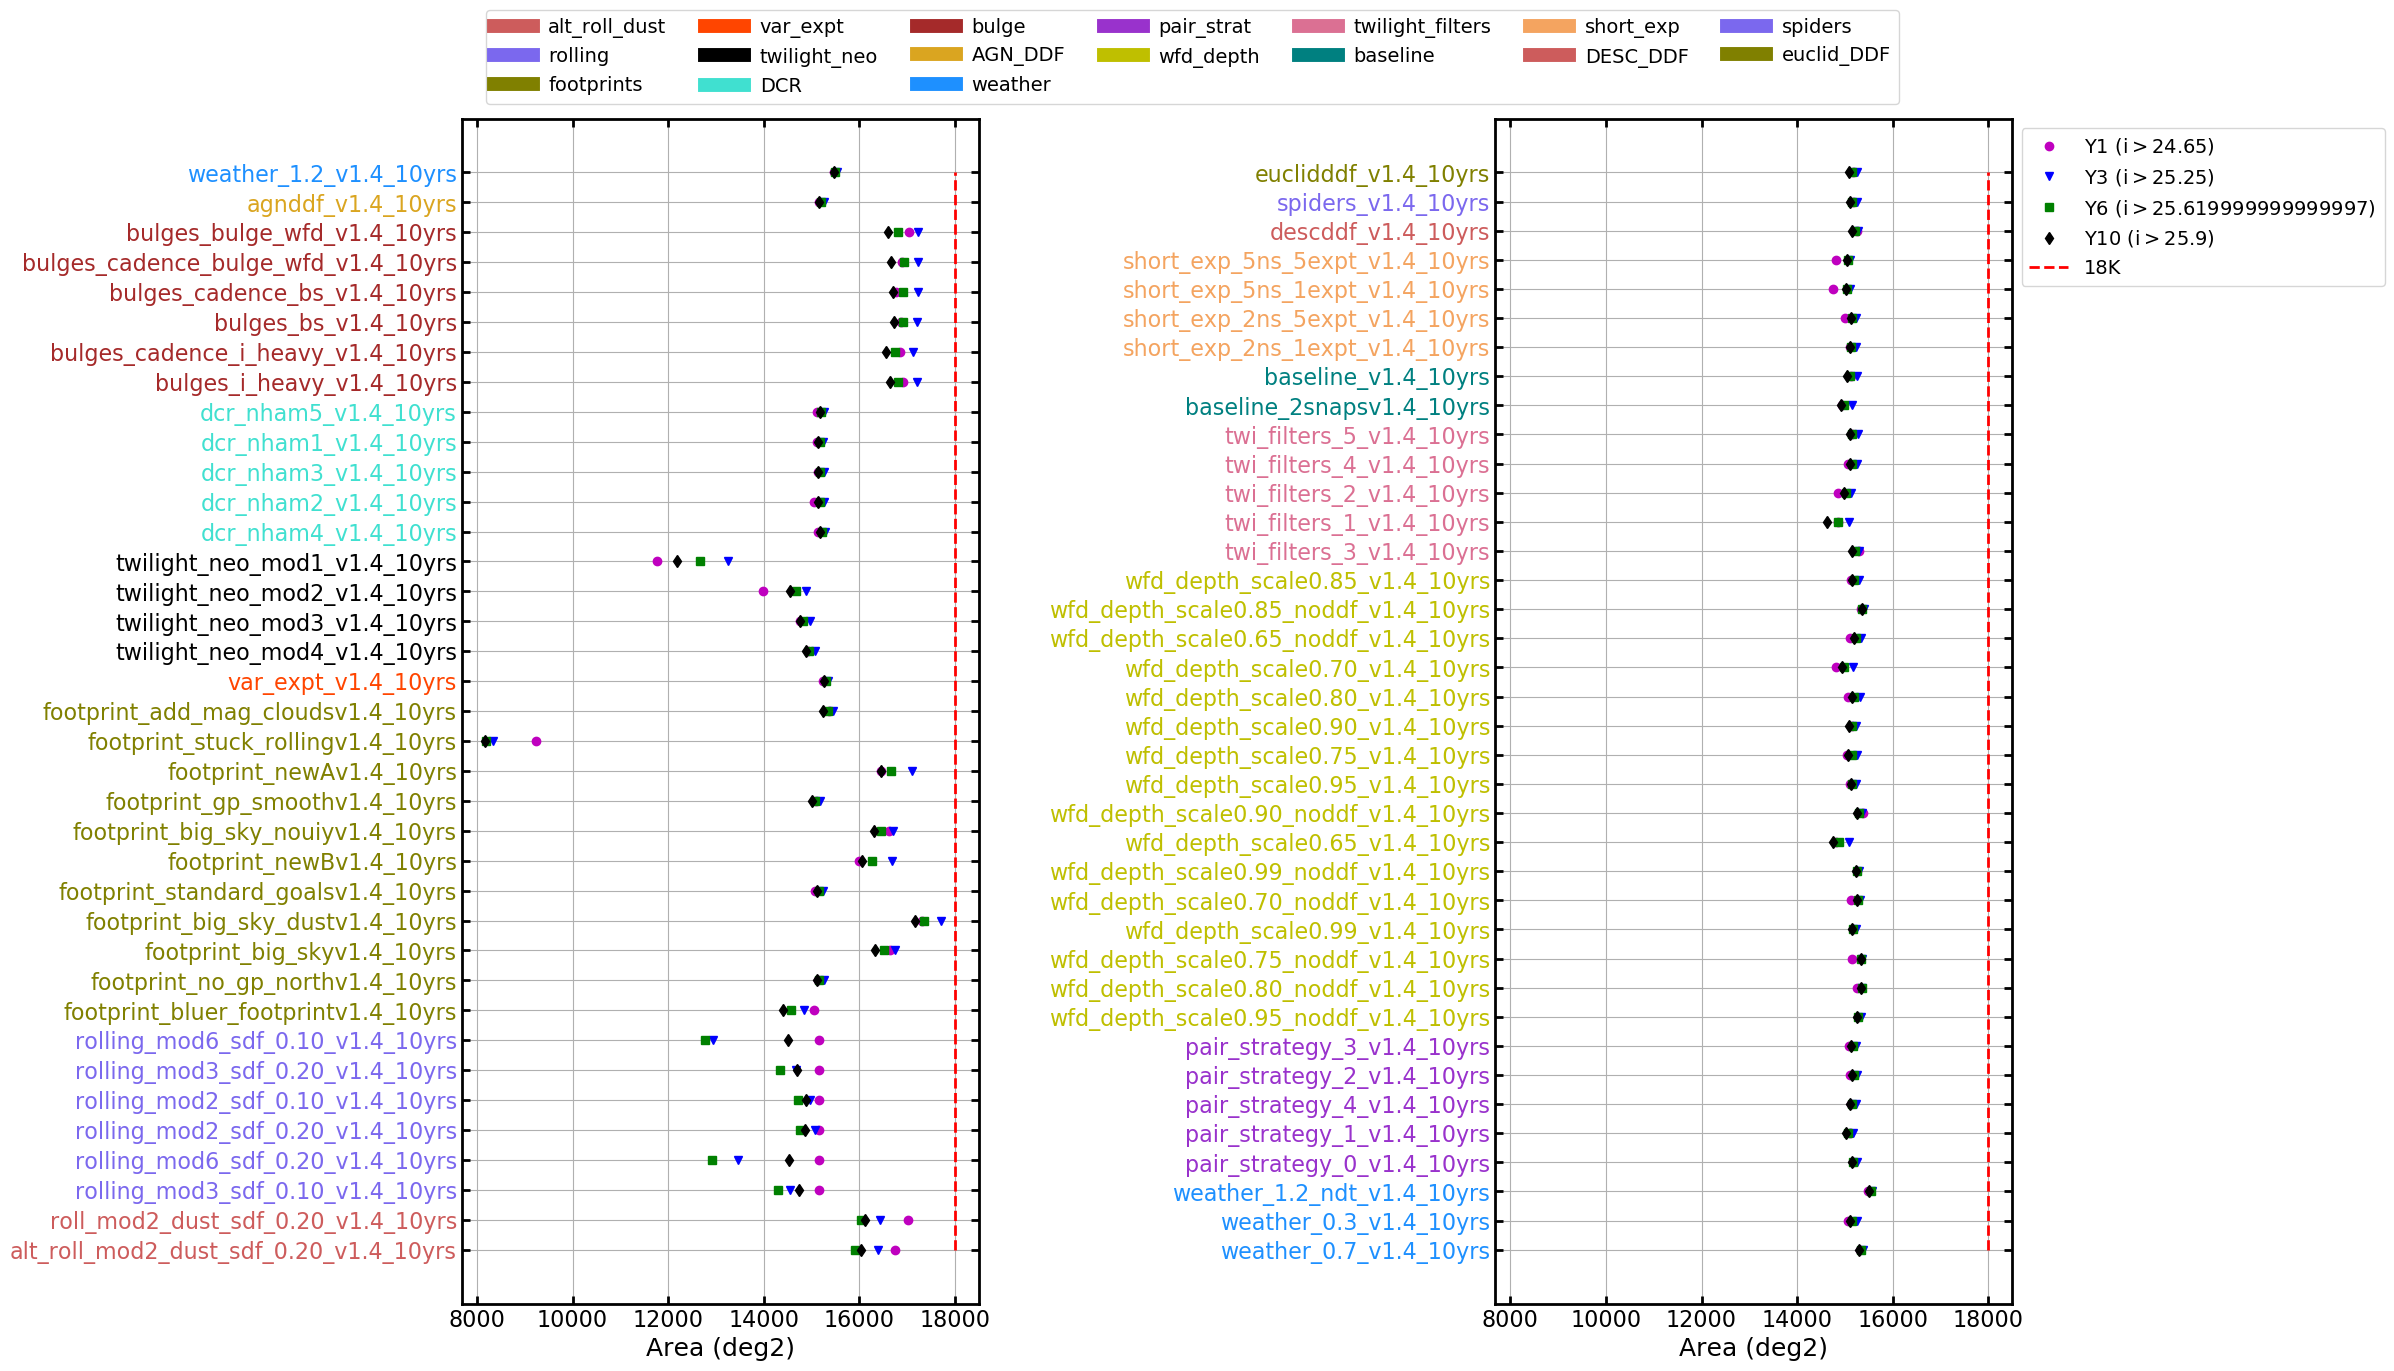 alt_roll_dust
rolling
footprints
var_expt
twilight_neo
DCR
bulge
AGN_DDF
weather
pair_strat
wfd_depth
twilight_filters
baseline
short_exp
DESC_DDF
spiders
euclid_DDF
weather_1.2_v1.4_10yrs
agnddf_v1.4_10yrs
bulges_bulge_wfd_v1.4_10yrs
bulges_cadence_bulge_wfd_v1.4_10yrs
bulges_cadence_bs_v1.4_10yrs
bulges_bs_v1.4_10yrs
bulges_cadence_i_heavy_v1.4_10yrs
bulges_i_heavy_v1.4_10yrs
dcr_nham5_v1.4_10yrs
dcr_nham1_v1.4_10yrs
dcr_nham3_v1.4_10yrs
dcr_nham2_v1.4_10yrs
dcr_nham4_v1.4_10yrs
twilight_neo_mod1_v1.4_10yrs
twilight_neo_mod2_v1.4_10yrs
twilight_neo_mod3_v1.4_10yrs
twilight_neo_mod4_v1.4_10yrs
var_expt_v1.4_10yrs
footprint_add_mag_cloudsv1.4_10yrs
footprint_stuck_rollingv1.4_10yrs
footprint_newAv1.4_10yrs
footprint_gp_smoothv1.4_10yrs
footprint_big_sky_nouiyv1.4_10yrs
footprint_newBv1.4_10yrs
footprint_standard_goalsv1.4_10yrs
footprint_big_sky_dustv1.4_10yrs
footprint_big_skyv1.4_10yrs
footprint_no_gp_northv1.4_10yrs
footprint_bluer_footprintv1.4_10yrs
rolling_mod6_sdf_0.10_v1.4_10yrs
rolling_mod3_sdf_0.20_v1.4_10yrs
rolling_mod2_sdf_0.10_v1.4_10yrs
rolling_mod2_sdf_0.20_v1.4_10yrs
rolling_mod6_sdf_0.20_v1.4_10yrs
rolling_mod3_sdf_0.10_v1.4_10yrs
roll_mod2_dust_sdf_0.20_v1.4_10yrs
alt_roll_mod2_dust_sdf_0.20_v1.4_10yrs
8000 10000 12000 14000 16000 18000
Area (deg2)
euclidddf_v1.4_10yrs
spiders_v1.4_10yrs
descddf_v1.4_10yrs
short_exp_5ns_5expt_v1.4_10yrs
short_exp_5ns_1expt_v1.4_10yrs
short_exp_2ns_5expt_v1.4_10yrs
short_exp_2ns_1expt_v1.4_10yrs
baseline_v1.4_10yrs
baseline_2snapsv1.4_10yrs
twi_filters_5_v1.4_10yrs
twi_filters_4_v1.4_10yrs
twi_filters_2_v1.4_10yrs
twi_filters_1_v1.4_10yrs
twi_filters_3_v1.4_10yrs
wfd_depth_scale0.85_v1.4_10yrs
wfd_depth_scale0.85_noddf_v1.4_10yrs
wfd_depth_scale0.65_noddf_v1.4_10yrs
wfd_depth_scale0.70_v1.4_10yrs
wfd_depth_scale0.80_v1.4_10yrs
wfd_depth_scale0.90_v1.4_10yrs
wfd_depth_scale0.75_v1.4_10yrs
wfd_depth_scale0.95_v1.4_10yrs
wfd_depth_scale0.90_noddf_v1.4_10yrs
wfd_depth_scale0.65_v1.4_10yrs
wfd_depth_scale0.99_noddf_v1.4_10yrs
wfd_depth_scale0.70_noddf_v1.4_10yrs
wfd_depth_scale0.99_v1.4_10yrs
wfd_depth_scale0.75_noddf_v1.4_10yrs
wfd_depth_scale0.80_noddf_v1.4_10yrs
wfd_depth_scale0.95_noddf_v1.4_10yrs
pair_strategy_3_v1.4_10yrs
pair_strategy_2_v1.4_10yrs
pair_strategy_4_v1.4_10yrs
pair_strategy_1_v1.4_10yrs
pair_strategy_0_v1.4_10yrs
weather_1.2_ndt_v1.4_10yrs
weather_0.3_v1.4_10yrs
weather_0.7_v1.4_10yrs
8000 10000 12000 14000 16000 18000
Area (deg2)
Y1 (i > 24.65)
Y3 (i > 25.25)
Y6 (i > 25.619999999999997)
Y10 (i > 25.9)
18K